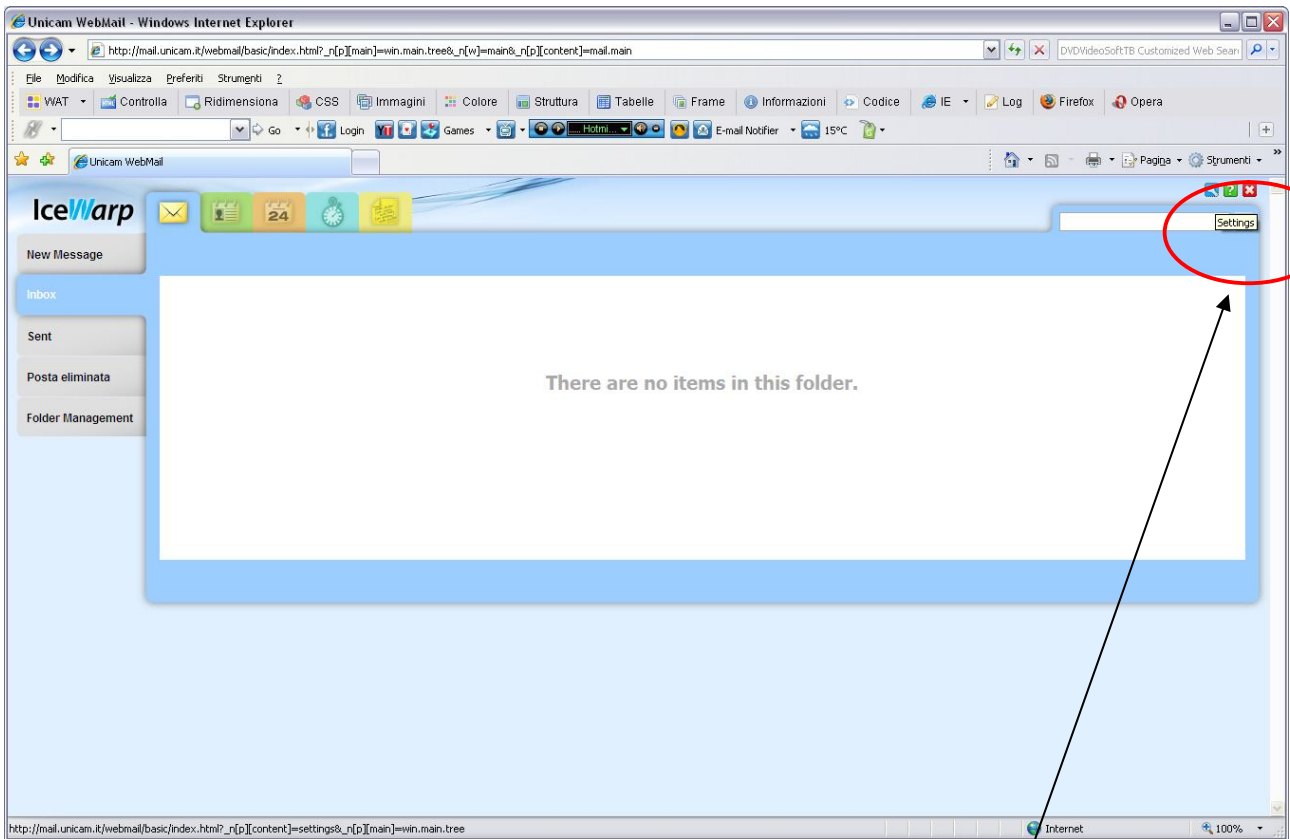 Unicam WebMail - Windows Internet Explorer
http://mail.unicam.it/webmail/basic/index.html?_n[p][main]=win.main.tree&_n[w]=main&_n[p][content]=mail.main
DVDVideoSoftTB Customized Web Sear
File Modifica Visualizza Preferiti Strumenti ?
WAT Controlla Ridimensiona CSS Immagini Colore Struttura Tabelle Frame Informazioni Codice IE Log Firefox Opera
Go Login Games .... Hotmi... E-mail Notifier 15°C
Unicam WebMail
Pagina Strumenti
IceWarp
24
Settings
New Message
Inbox
Sent
Posta eliminata
Folder Management
There are no items in this folder.
http://mail.unicam.it/webmail/basic/index.html?_n[p][content]=settings&_n[p][main]=win.main.tree
Internet 100%